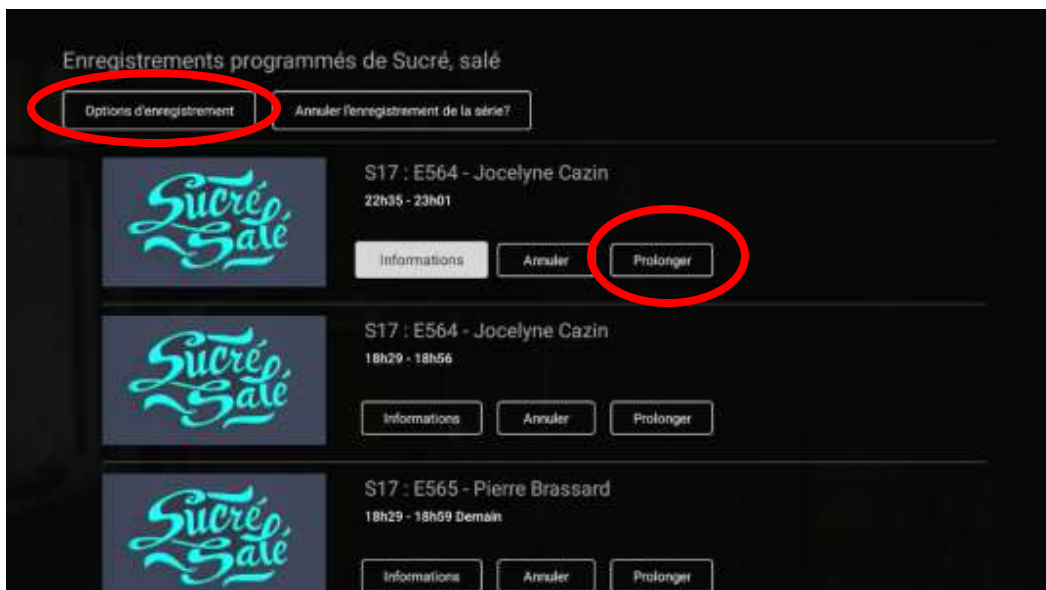 Enregistrements programmés de Sucré, salé
Options d'enregistrement Annuler l'enregistrement de la série?
Sucré,
Salé
S17 : E564 - Jocelyne Cazin
22h35 - 23h01
Informations Annuler Prolonger
Sucré,
Salé
S17 : E564 - Jocelyne Cazin
18h29 - 18h56
Informations Annuler Prolonger
Sucré,
Salé
S17 : E565 - Pierre Brassard
18h29 - 18h59 Demain
Informations Annuler Prolonger